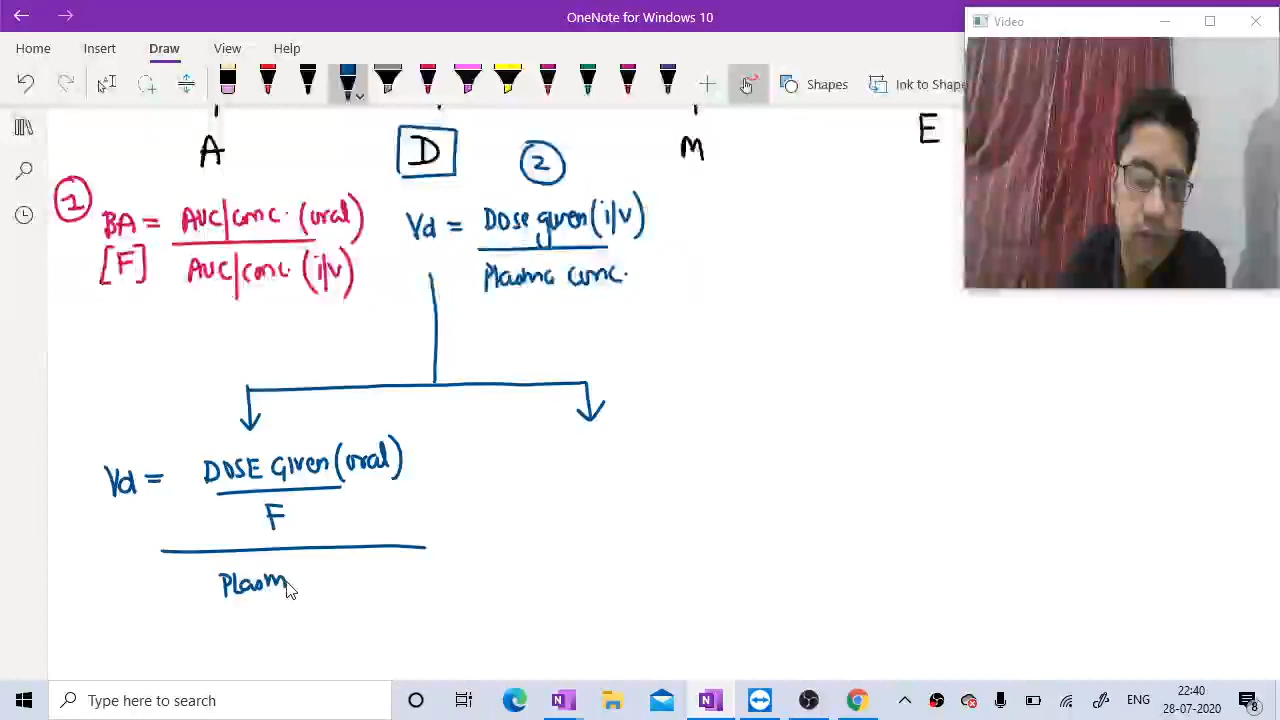 OneNote for Windows 10
Video
Home Insert Draw View Help
Shapes Ink to Shape
A D M E
1 2
BA = AUC/conc. (oral)
[F] AUC/conc. (i/v)
Vd = Dose given (i/v)
Plasma conc.
Vd = DOSE given (oral)
F
Plasm
Type here to search
ENG 22:40
28-07-2020 8